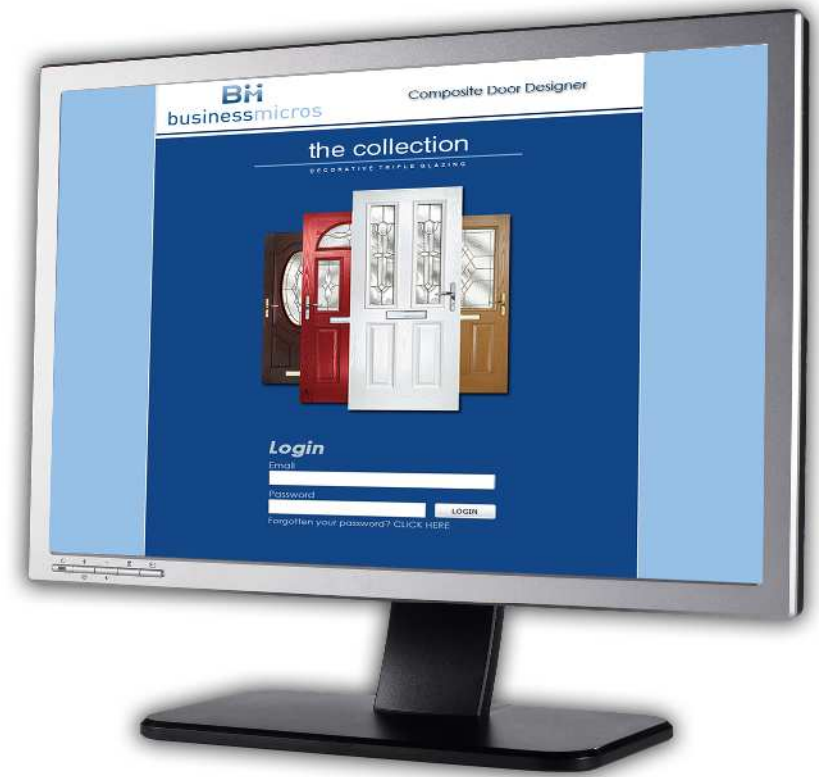 BM
businessmicros
Composite Door Designer
the collection
DECORATIVE TRIPLE GLAZING
Login
Email
Password
LOGIN
Forgotten your password? CLICK HERE